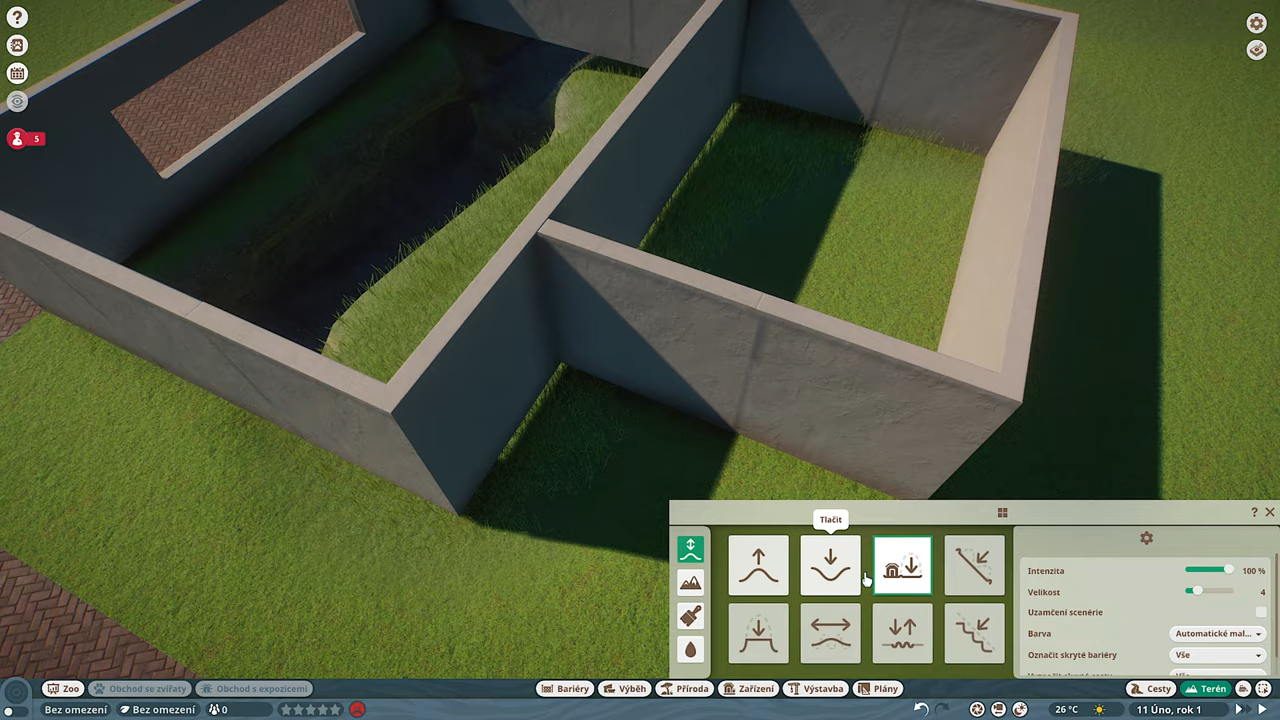 ?
5
Tlačit
?
Intenzita 100 %
Velikost 4
Uzamčení scenérie
Barva Automatické mal...
Označit skryté bariéry Vše
Zoo Obchod se zvířaty Obchod s expozicemi Bariéry Výběh Příroda Zařízení Výstavba Plány Cesty Terén
Bez omezení Bez omezení 0 26 °C 11 Úno, rok 1